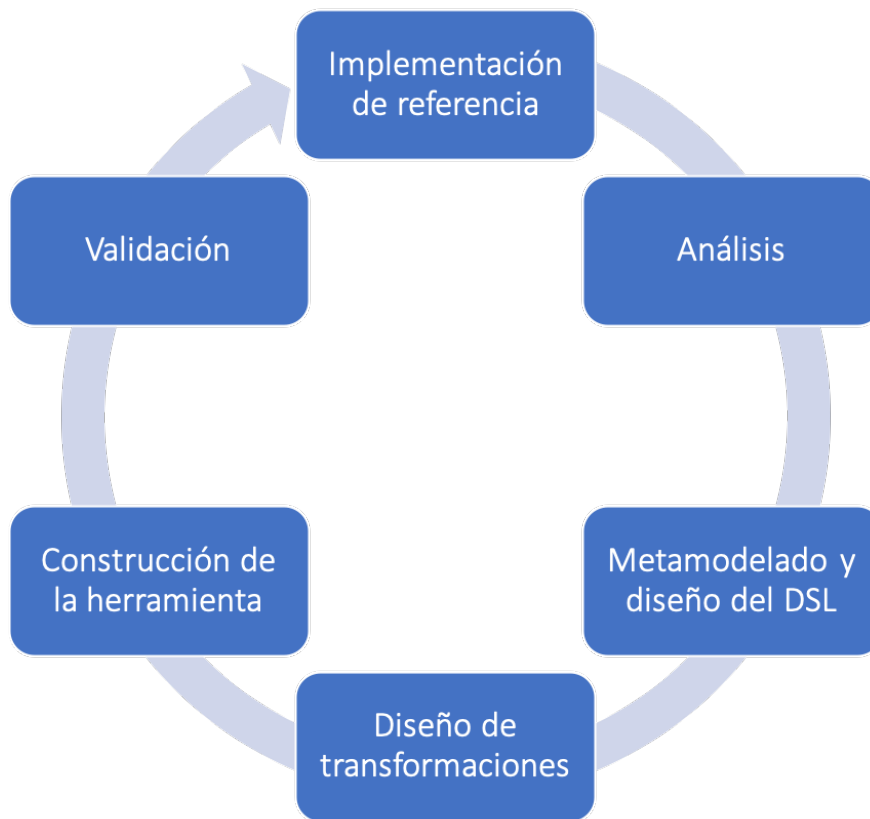 Implementación
de referencia
Validación
Análisis
Construcción de
la herramienta
Metamodelado y
diseño del DSL
Diseño de
transformaciones